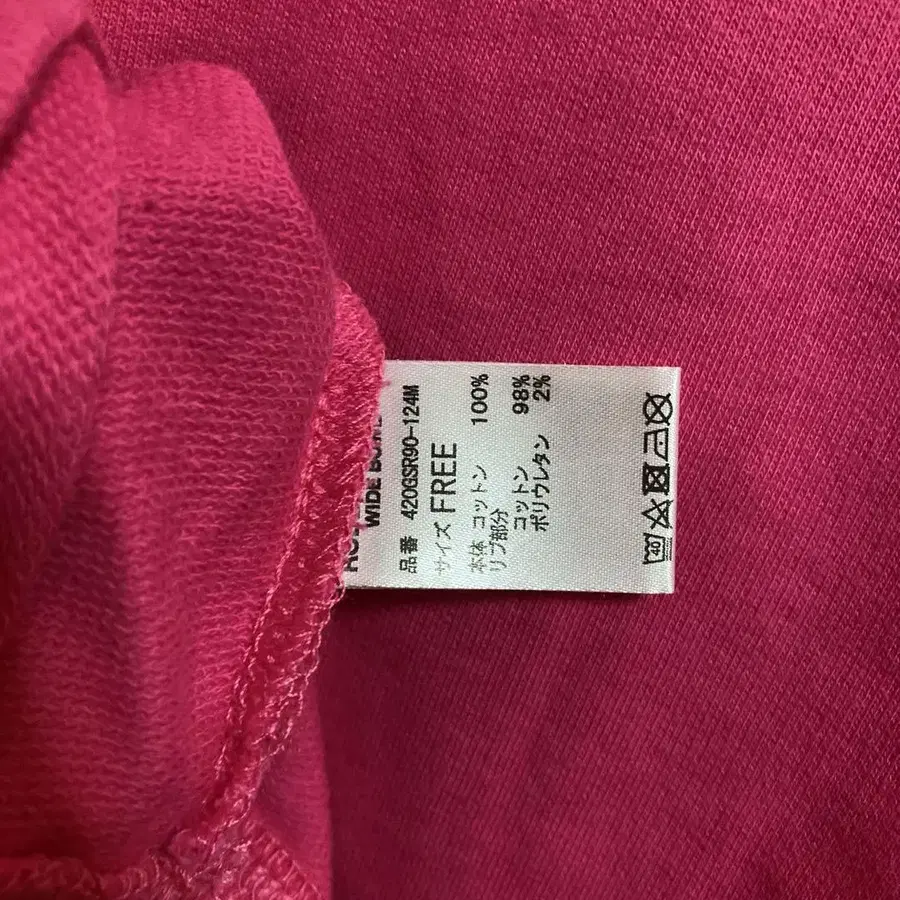 WIDE
品番 420GSR90-124M
サイズ FREE
本体 コットン 100%
リブ部分
コットン 98%
ポリウレタン 2%
40